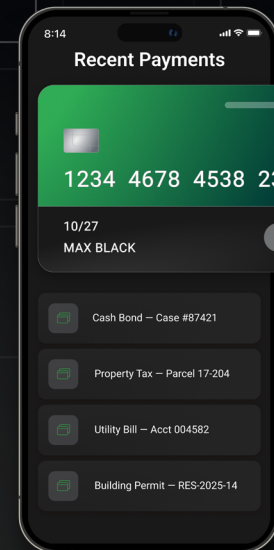 8:14
Recent Payments
1234 4678 4538
10/27
MAX BLACK
Cash Bond — Case #87421
Property Tax — Parcel 17-204
Utility Bill — Acct 004582
Building Permit — RES-2025-14